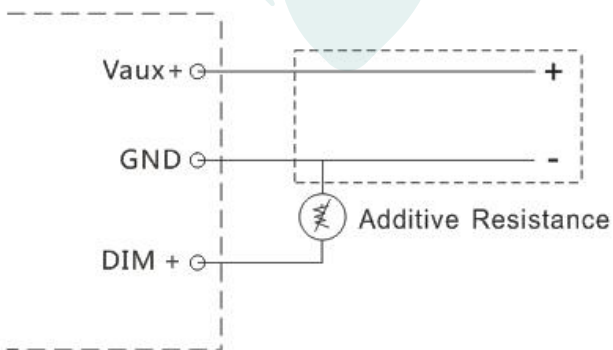 Vaux+
+
GND
-
Additive Resistance
DIM +